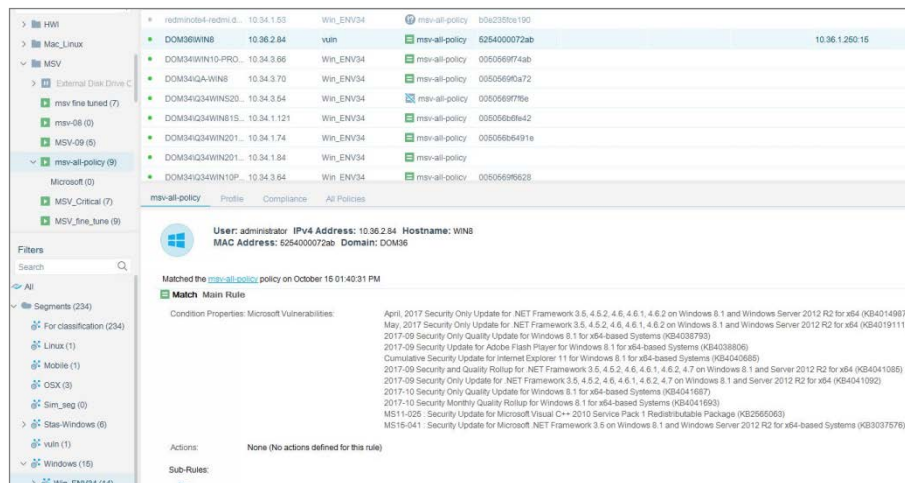 HWI
Mac_Linux
MSV
External Disk Drive C
msv fine tuned (7)
msv-08 (0)
MSV-09 (5)
msv-all-policy (9)
Microsoft (0)
MSV_Critical (7)
MSV_fine_tune (9)
Filters
Search
All
Segments (234)
For classification (234)
Linux (1)
Mobile (1)
OSX (3)
Sim_seg (0)
Stas-Windows (6)
vuln (1)
Windows (15)
redminote4-redmi.d... 10.34.1.53 Win_ENV34 msv-all-policy b0e235fce190
DOM36\WIN8 10.36.2.84 vuln msv-all-policy 5254000072ab 10.36.1.250:15
DOM34\WIN10-PRO... 10.34.3.66 Win_ENV34 msv-all-policy 0050569f74ab
DOM34\QA-WIN8 10.34.3.70 Win_ENV34 msv-all-policy 0050569f0a72
DOM34\Q34WINS20... 10.34.3.54 Win_ENV34 msv-all-policy 0050569f7f6e
DOM34\Q34WIN81S... 10.34.1.121 Win_ENV34 msv-all-policy 005056b6fe42
DOM34\Q34WIN201... 10.34.1.74 Win_ENV34 msv-all-policy 005056b6491e
DOM34\Q34WIN201... 10.34.1.84 Win_ENV34 msv-all-policy
DOM34\Q34WIN10P... 10.34.3.64 Win_ENV34 msv-all-policy 0050569f6628
msv-all-policy Profile Compliance All Policies
User: administrator IPv4 Address: 10.36.2.84 Hostname: WIN8
MAC Address: 5254000072ab Domain: DOM36
Matched the msv-all-policy policy on October 15 01:40:31 PM
Match Main Rule
Condition Properties: Microsoft Vulnerabilities:
April, 2017 Security Only Update for .NET Framework 3.5, 4.5.2, 4.6, 4.6.1, 4.6.2 on Windows 8.1 and Windows Server 2012 R2 for x64 (KB4014987
May, 2017 Security Only Update for .NET Framework 3.5, 4.5.2, 4.6, 4.6.1, 4.6.2 on Windows 8.1 and Windows Server 2012 R2 for x64 (KB4019111
2017-09 Security Only Quality Update for Windows 8.1 for x64-based Systems (KB4038793)
2017-09 Security Update for Adobe Flash Player for Windows 8.1 for x64-based Systems (KB4038806)
Cumulative Security Update for Internet Explorer 11 for Windows 8.1 for x64-based Systems (KB4040685)
2017-09 Security and Quality Rollup for .NET Framework 3.5, 4.5.2, 4.6, 4.6.1, 4.6.2, 4.7 on Windows 8.1 and Server 2012 R2 for x64 (KB4041085)
2017-09 Security Only Update for .NET Framework 3.5, 4.5.2, 4.6, 4.6.1, 4.6.2, 4.7 on Windows 8.1 and Server 2012 R2 for x64 (KB4041092)
2017-10 Security Only Quality Update for Windows 8.1 for x64-based Systems (KB4041687)
2017-10 Security Monthly Quality Rollup for Windows 8.1 for x64-based Systems (KB4041693)
MS11-025 : Security Update for Microsoft Visual C++ 2010 Service Pack 1 Redistributable Package (KB2565063)
MS16-041 : Security Update for Microsoft .NET Framework 3.5 on Windows 8.1 and Windows Server 2012 R2 for x64-based Systems (KB3037576)
Actions: None (No actions defined for this rule)
Sub-Rules: